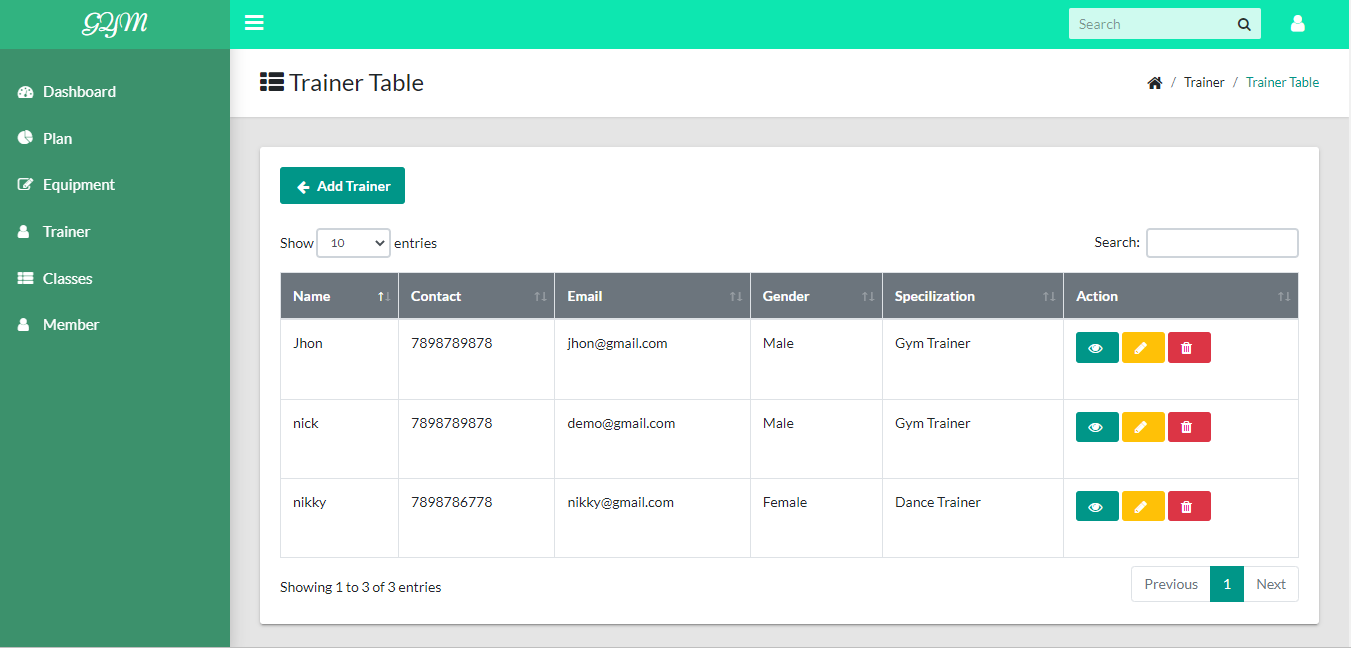 GYM
Search
Dashboard
Plan
Equipment
Trainer
Classes
Member
Trainer Table
/ Trainer / Trainer Table
Add Trainer
Show 10 entries
Search:
Name Contact Email Gender Specilization Action
Jhon 7898789878 jhon@gmail.com Male Gym Trainer
nick 7898789878 demo@gmail.com Male Gym Trainer
nikky 7898786778 nikky@gmail.com Female Dance Trainer
Showing 1 to 3 of 3 entries
Previous 1 Next